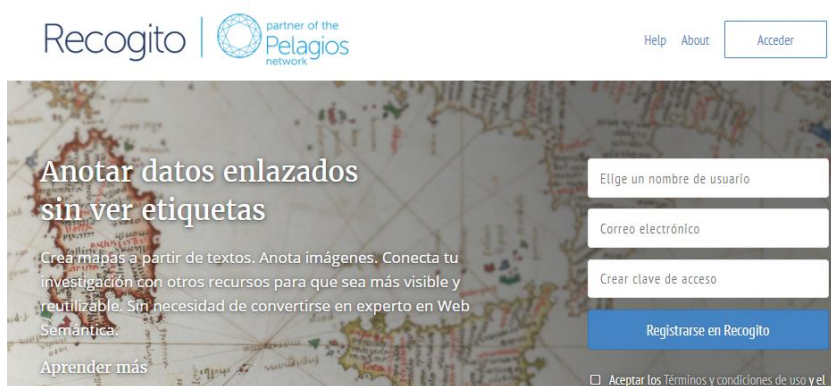 Recogito
partner of the
Pelagios
network
Help About Acceder
Anotar datos enlazados
sin ver etiquetas
Crea mapas a partir de textos. Anota imágenes. Conecta tu
investigación con otros recursos para que sea más visible y
reutilizable. Sin necesidad de convertirse en experto en Web
Semántica.
Aprender más
Elige un nombre de usuario
Correo electrónico
Crear clave de acceso
Registrarse en Recogito
Aceptar los Términos y condiciones de uso y el